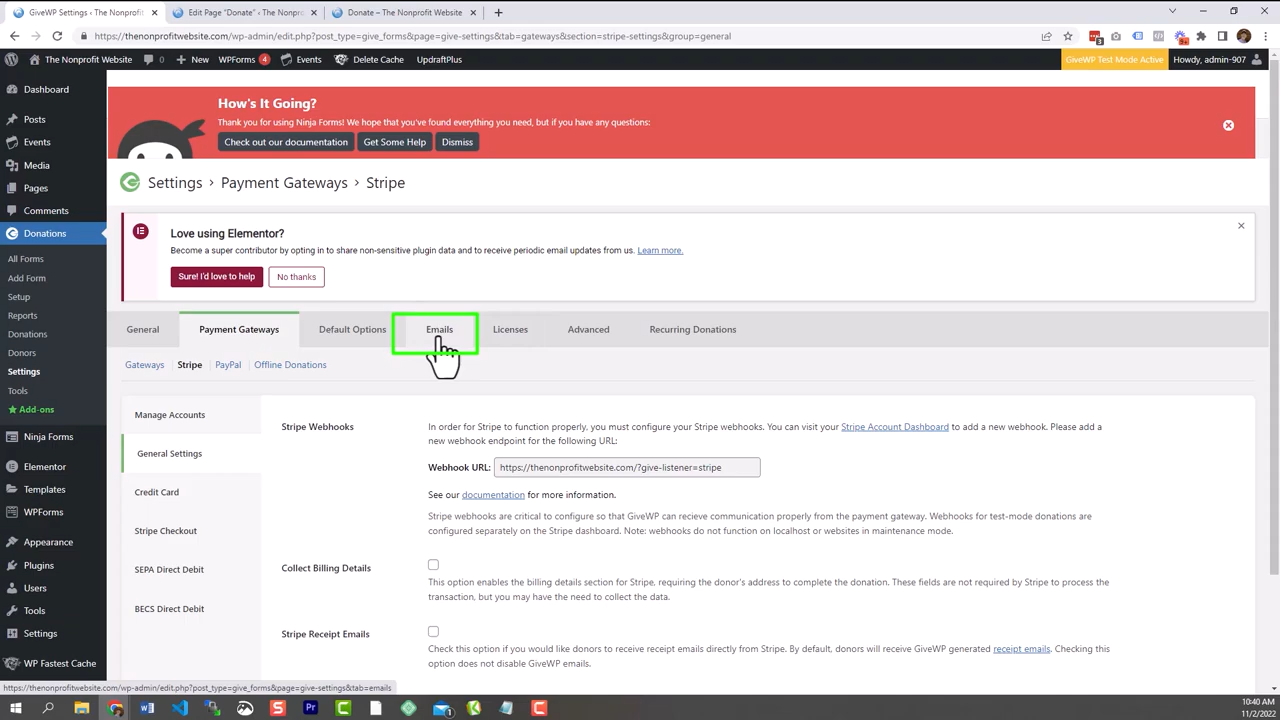 GiveWP Settings ‹ The Nonprofit
Edit Page "Donate" ‹ The Nonpro
Donate – The Nonprofit Website
https://thenonprofitwebsite.com/wp-admin/edit.php?post_type=give_forms&page=give-settings&tab=gateways&section=stripe-settings&group=general
The Nonprofit Website
0
New
WPForms 4
Events
Delete Cache
UpdraftPlus
GiveWP Test Mode Active
Howdy, admin-907
Dashboard
Posts
Events
Media
Pages
Comments
Donations
All Forms
Add Form
Setup
Reports
Donations
Donors
Settings
Tools
Add-ons
Ninja Forms
Elementor
Templates
WPForms
Appearance
Plugins
Users
Tools
Settings
WP Fastest Cache
How's It Going?
Thank you for using Ninja Forms! We hope that you've found everything you need, but if you have any questions:
Check out our documentation
Get Some Help
Dismiss
Settings › Payment Gateways › Stripe
Love using Elementor?
Become a super contributor by opting in to share non-sensitive plugin data and to receive periodic email updates from us. Learn more.
Sure! I'd love to help
No thanks
General
Payment Gateways
Default Options
Emails
Licenses
Advanced
Recurring Donations
Gateways
Stripe
PayPal
Offline Donations
Manage Accounts
General Settings
Credit Card
Stripe Checkout
SEPA Direct Debit
BECS Direct Debit
Stripe Webhooks
In order for Stripe to function properly, you must configure your Stripe webhooks. You can visit your Stripe Account Dashboard to add a new webhook. Please add a
new webhook endpoint for the following URL:
Webhook URL: https://thenonprofitwebsite.com/?give-listener=stripe
See our documentation for more information.
Stripe webhooks are critical to configure so that GiveWP can recieve communication properly from the payment gateway. Webhooks for test-mode donations are
configured separately on the Stripe dashboard. Note: webhooks do not function on localhost or websites in maintenance mode.
Collect Billing Details
This option enables the billing details section for Stripe, requiring the donor's address to complete the donation. These fields are not required by Stripe to process the
transaction, but you may have the need to collect the data.
Stripe Receipt Emails
Check this option if you would like donors to receive receipt emails directly from Stripe. By default, donors will receive GiveWP generated receipt emails. Checking this
option does not disable GiveWP emails.
https://thenonprofitwebsite.com/wp-admin/edit.php?post_type=give_forms&page=give-settings&tab=emails
10:40 AM
11/2/2022